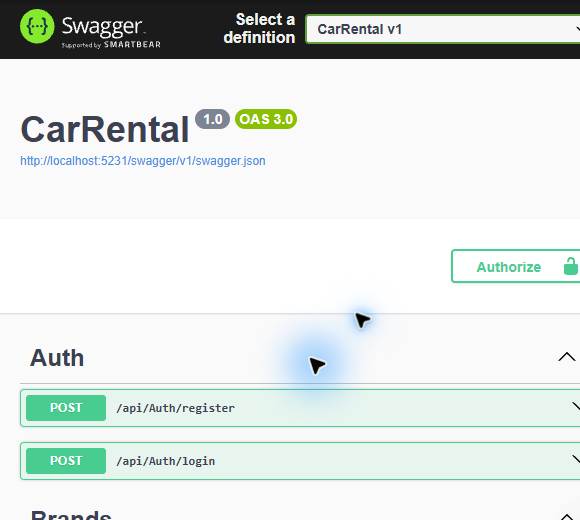 Swagger
Supported by SMARTBEAR
Select a
definition
CarRental v1
CarRental 1.0 OAS 3.0
http://localhost:5231/swagger/v1/swagger.json
Authorize
Auth
POST /api/Auth/register
POST /api/Auth/login
Brands